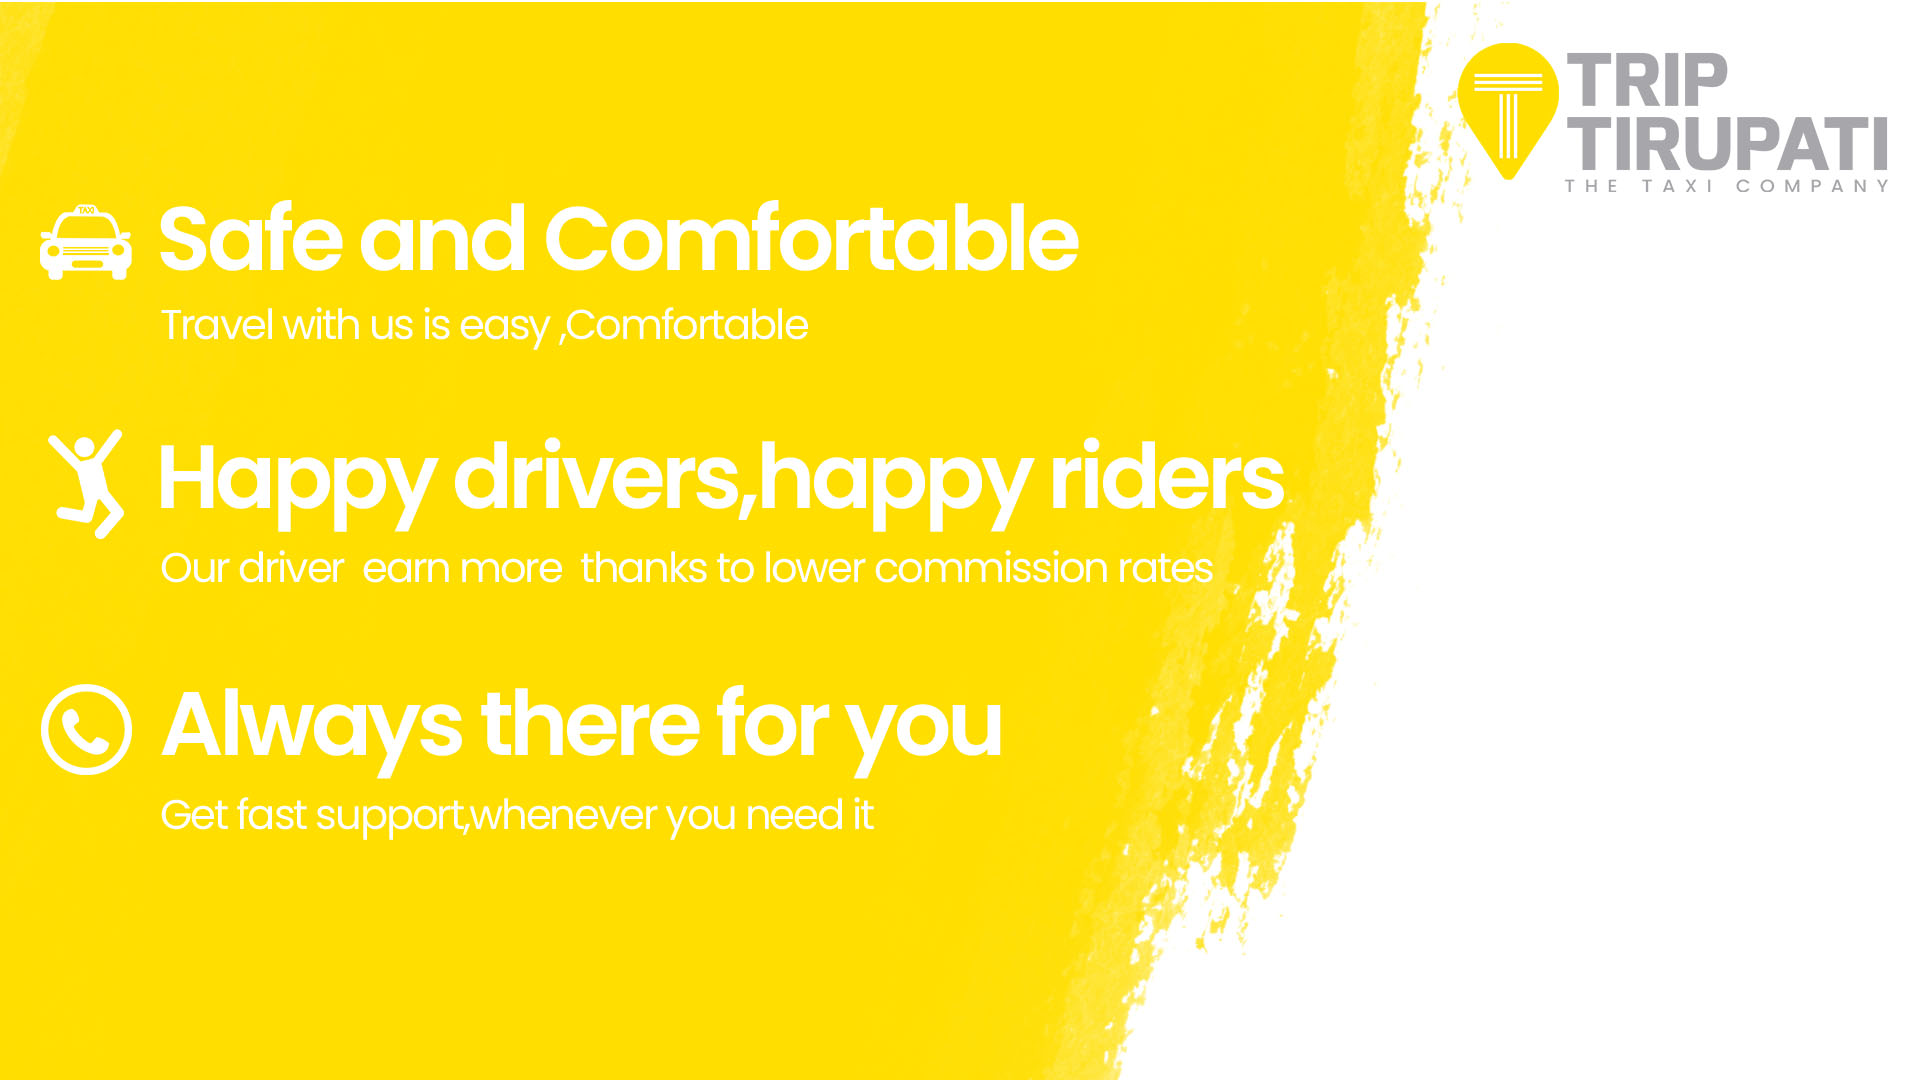 TRIP
TIRUPATI
THE TAXI COMPANY
TAXI
Safe and Comfortable
Travel with us is easy ,Comfortable
Happy drivers,happy riders
Our driver  earn more  thanks to lower commission rates
Always there for you
Get fast support,whenever you need it